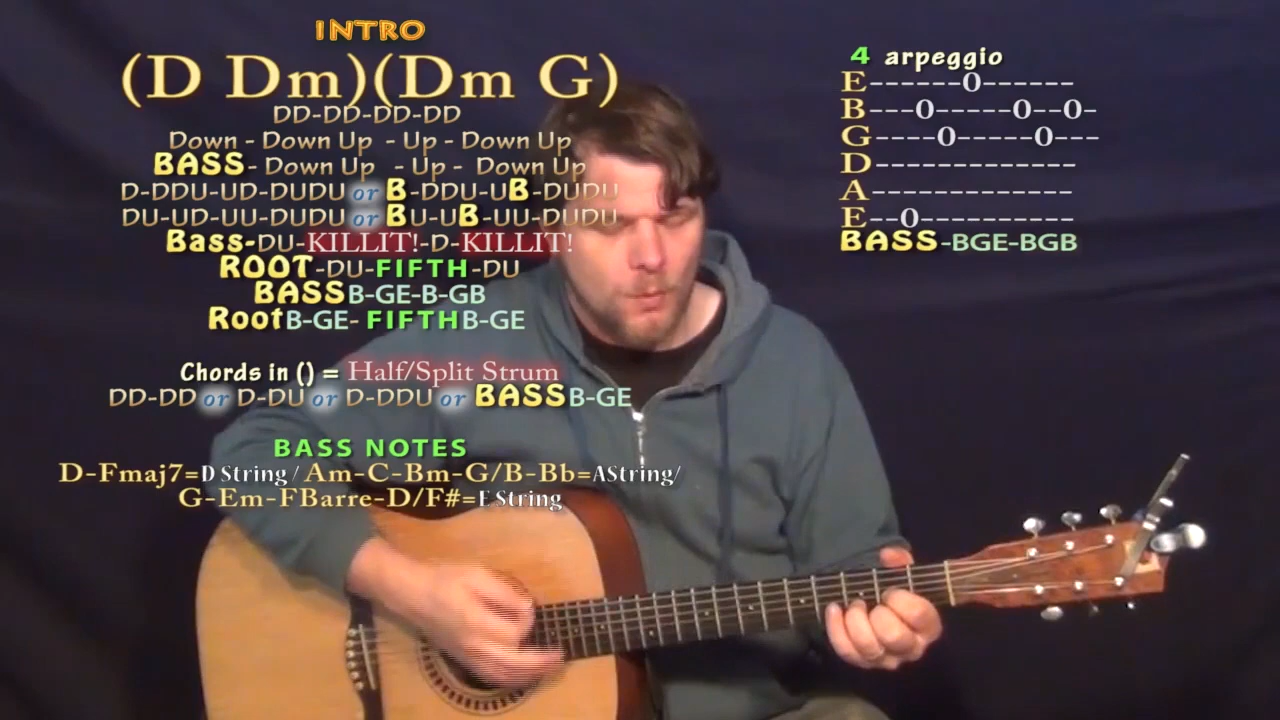 INTRO
(D Dm)(Dm G)
DD-DD-DD-DD
Down - Down Up - Up - Down Up
BASS - Down Up - Up - Down Up
D-DDU-UD-DUDU or B-DDU-UB-DUDU
DU-UD-UU-DUDU or BU-UB-UU-DUDU
Bass-DU-KILLIT!-D-KILLIT!
ROOT-DU-FIFTH-DU
BASSB-GE-B-GB
RootB-GE- FIFTHB-GE
Chords in () = Half/Split Strum
DD-DD or D-DU or D-DDU or BASSB-GE
BASS NOTES
D-Fmaj7=D String / Am-C-Bm-G/B-Bb=AString/
G-Em-FBarre-D/F#=E String
4 arpeggio
E------0------
B---0-----0--0-
G----0-----0---
D-------------
A-------------
E--0----------
BASS-BGE-BGB